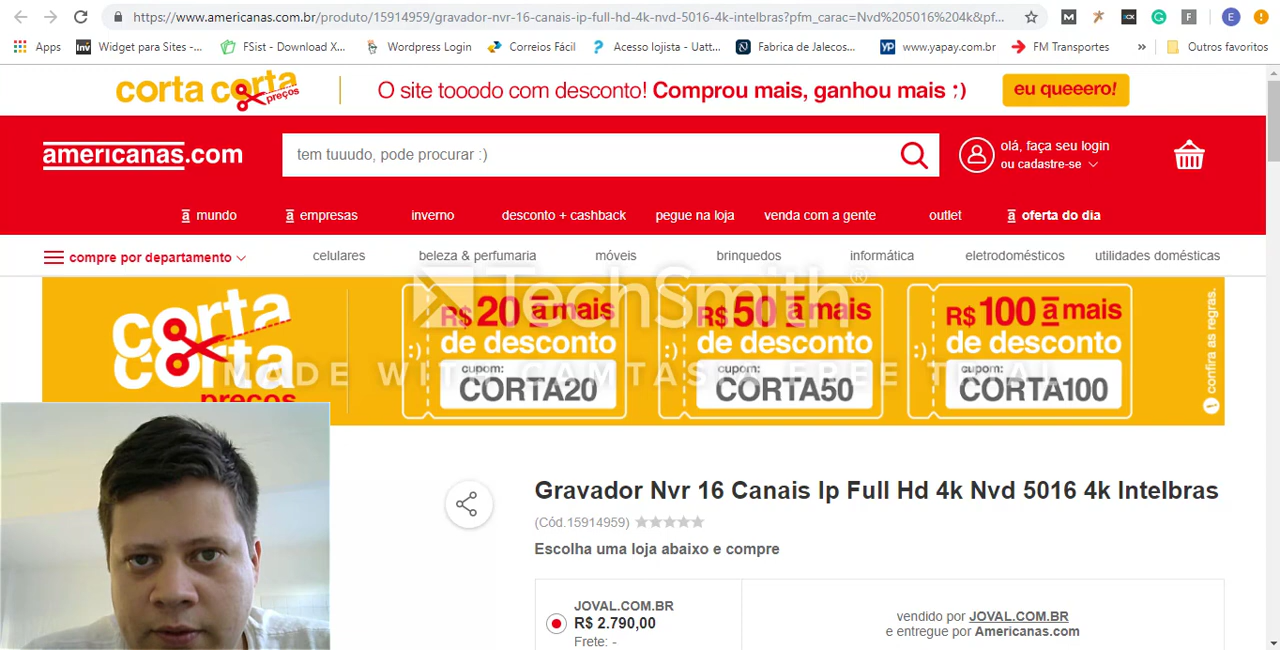 https://www.americanas.com.br/produto/15914959/gravador-nvr-16-canais-ip-full-hd-4k-nvd-5016-4k-intelbras?pfm_carac=Nvd%205016%204k&pf...
M
F
E
Apps
Inv Widget para Sites -...
FSist - Download X...
Wordpress Login
Correios Fácil
? Acesso lojista - Uatt...
Fabrica de Jalecos...
YP www.yapay.com.br
FM Transportes
»
Outros favoritos
corta corta
preços
O site tooodo com desconto! Comprou mais, ganhou mais ;)
eu queeero!
americanas.com
tem tuuudo, pode procurar :)
olá, faça seu login
ou cadastre-se
a mundo
a empresas
inverno
desconto + cashback
pegue na loja
venda com a gente
outlet
a oferta do dia
compre por departamento
celulares
beleza & perfumaria
móveis
brinquedos
informática
eletrodomésticos
utilidades domésticas
TechSmith®
MADE WITH CAMTASIA FREE TRIAL
corta
corta
preços
:)
R$ 20 a mais
de desconto
cupom:
CORTA20
:)
R$ 50 a mais
de desconto
cupom:
CORTA50
:)
R$ 100 a mais
de desconto
cupom:
CORTA100
! confira as regras.
Gravador Nvr 16 Canais Ip Full Hd 4k Nvd 5016 4k Intelbras
(Cód.15914959)
Escolha uma loja abaixo e compre
JOVAL.COM.BR
R$ 2.790,00
Frete: -
vendido por JOVAL.COM.BR
e entregue por Americanas.com